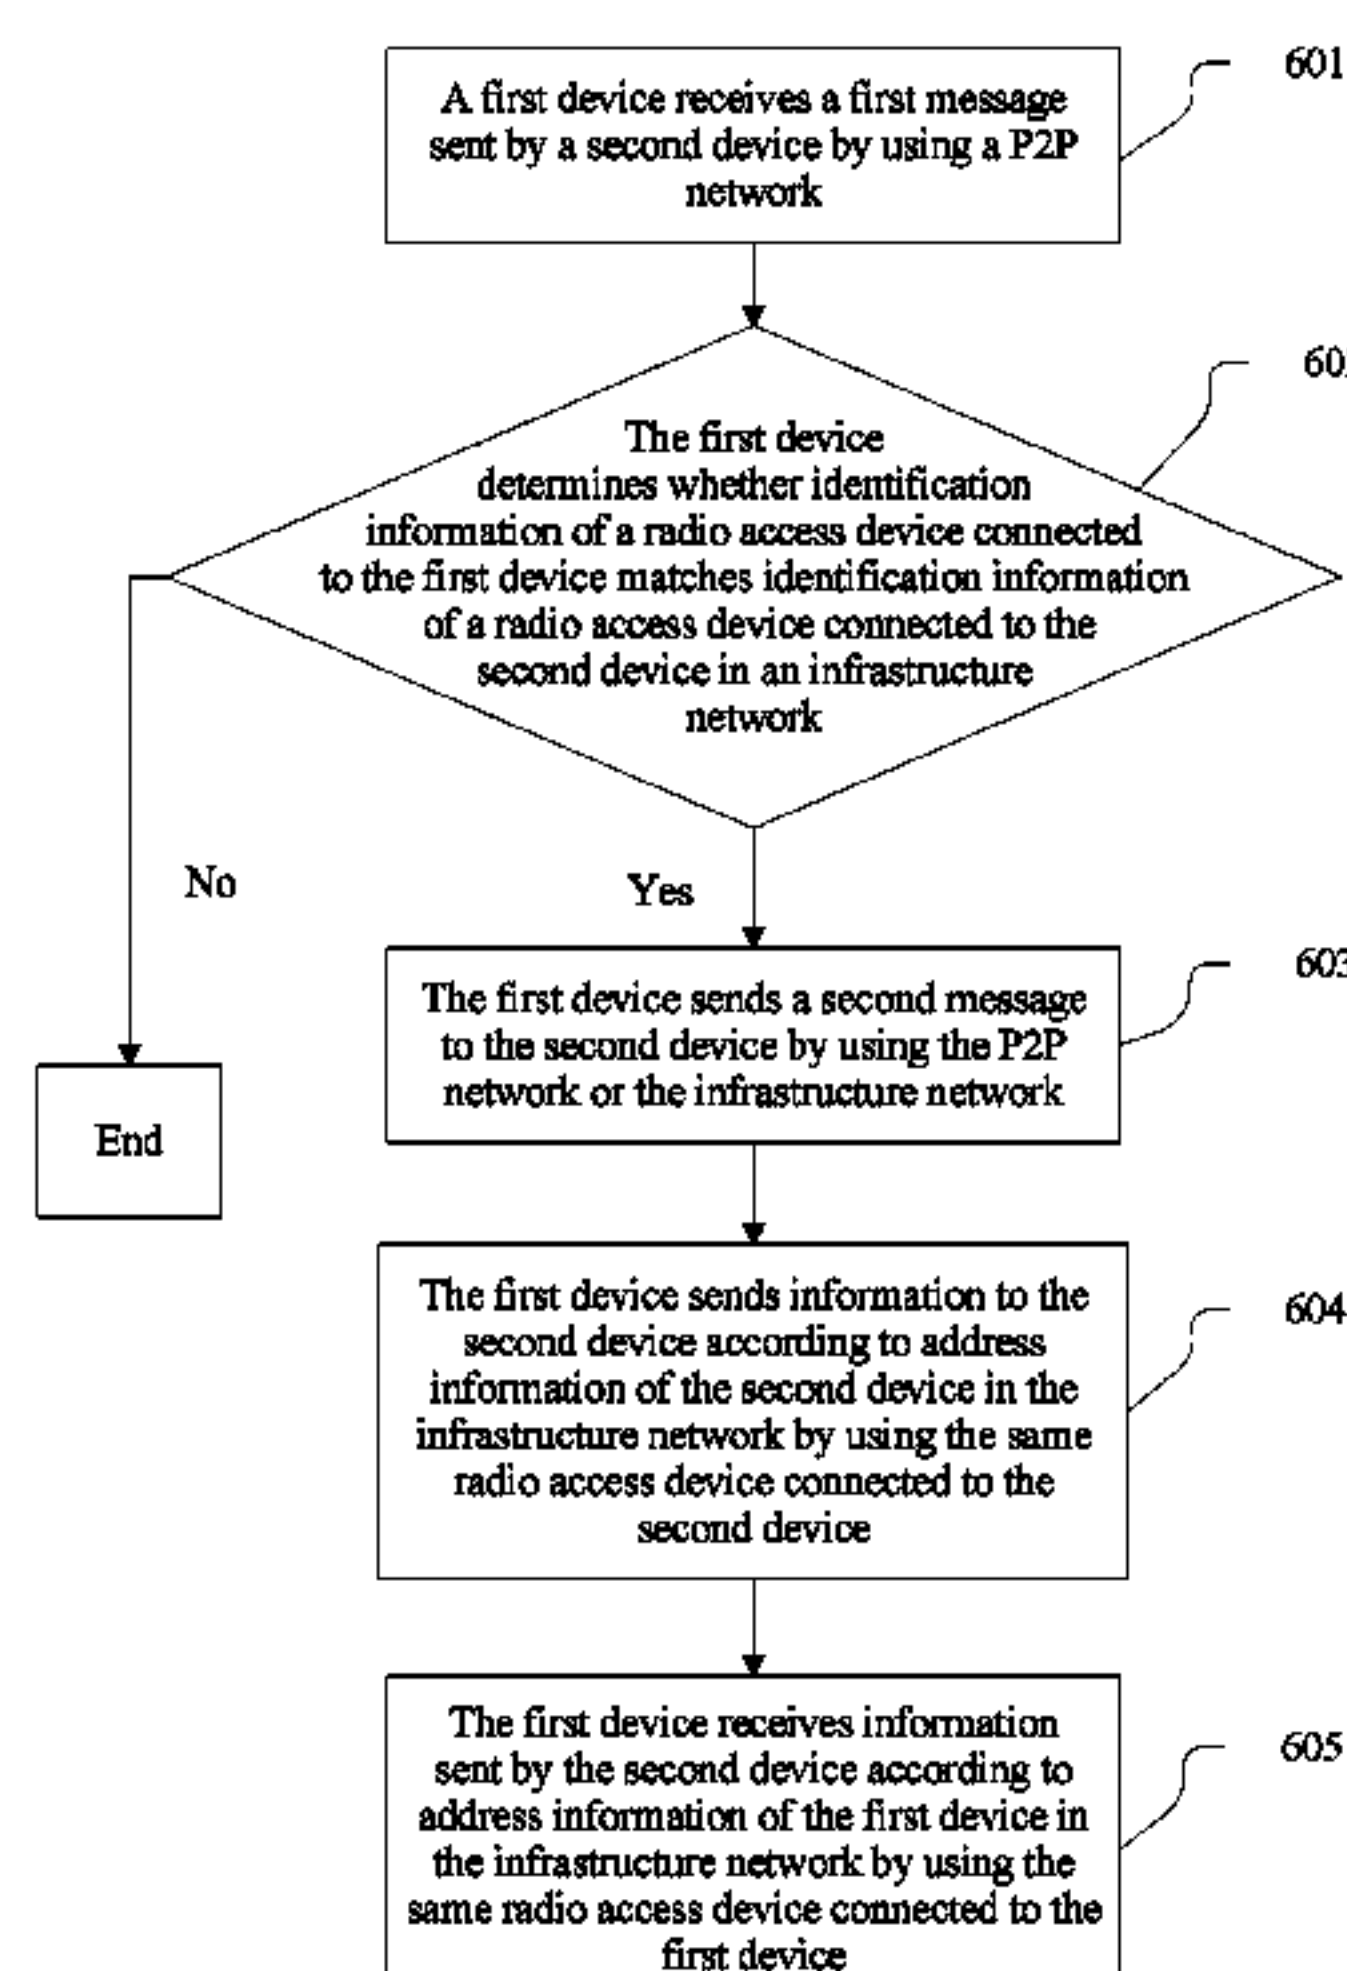 A first device receives a first message
sent by a second device by using a P2P
network
601
The first device
determines whether identification
information of a radio access device connected
to the first device matches identification information
of a radio access device connected to the
second device in an infrastructure
network
No
Yes
The first device sends a second message
to the second device by using the P2P
network or the infrastructure network
603
End
The first device sends information to the
second device according to address
information of the second device in the
infrastructure network by using the same
radio access device connected to the
second device
604
The first device receives information
sent by the second device according to
address information of the first device in
the infrastructure network by using the
same radio access device connected to the
first device
605